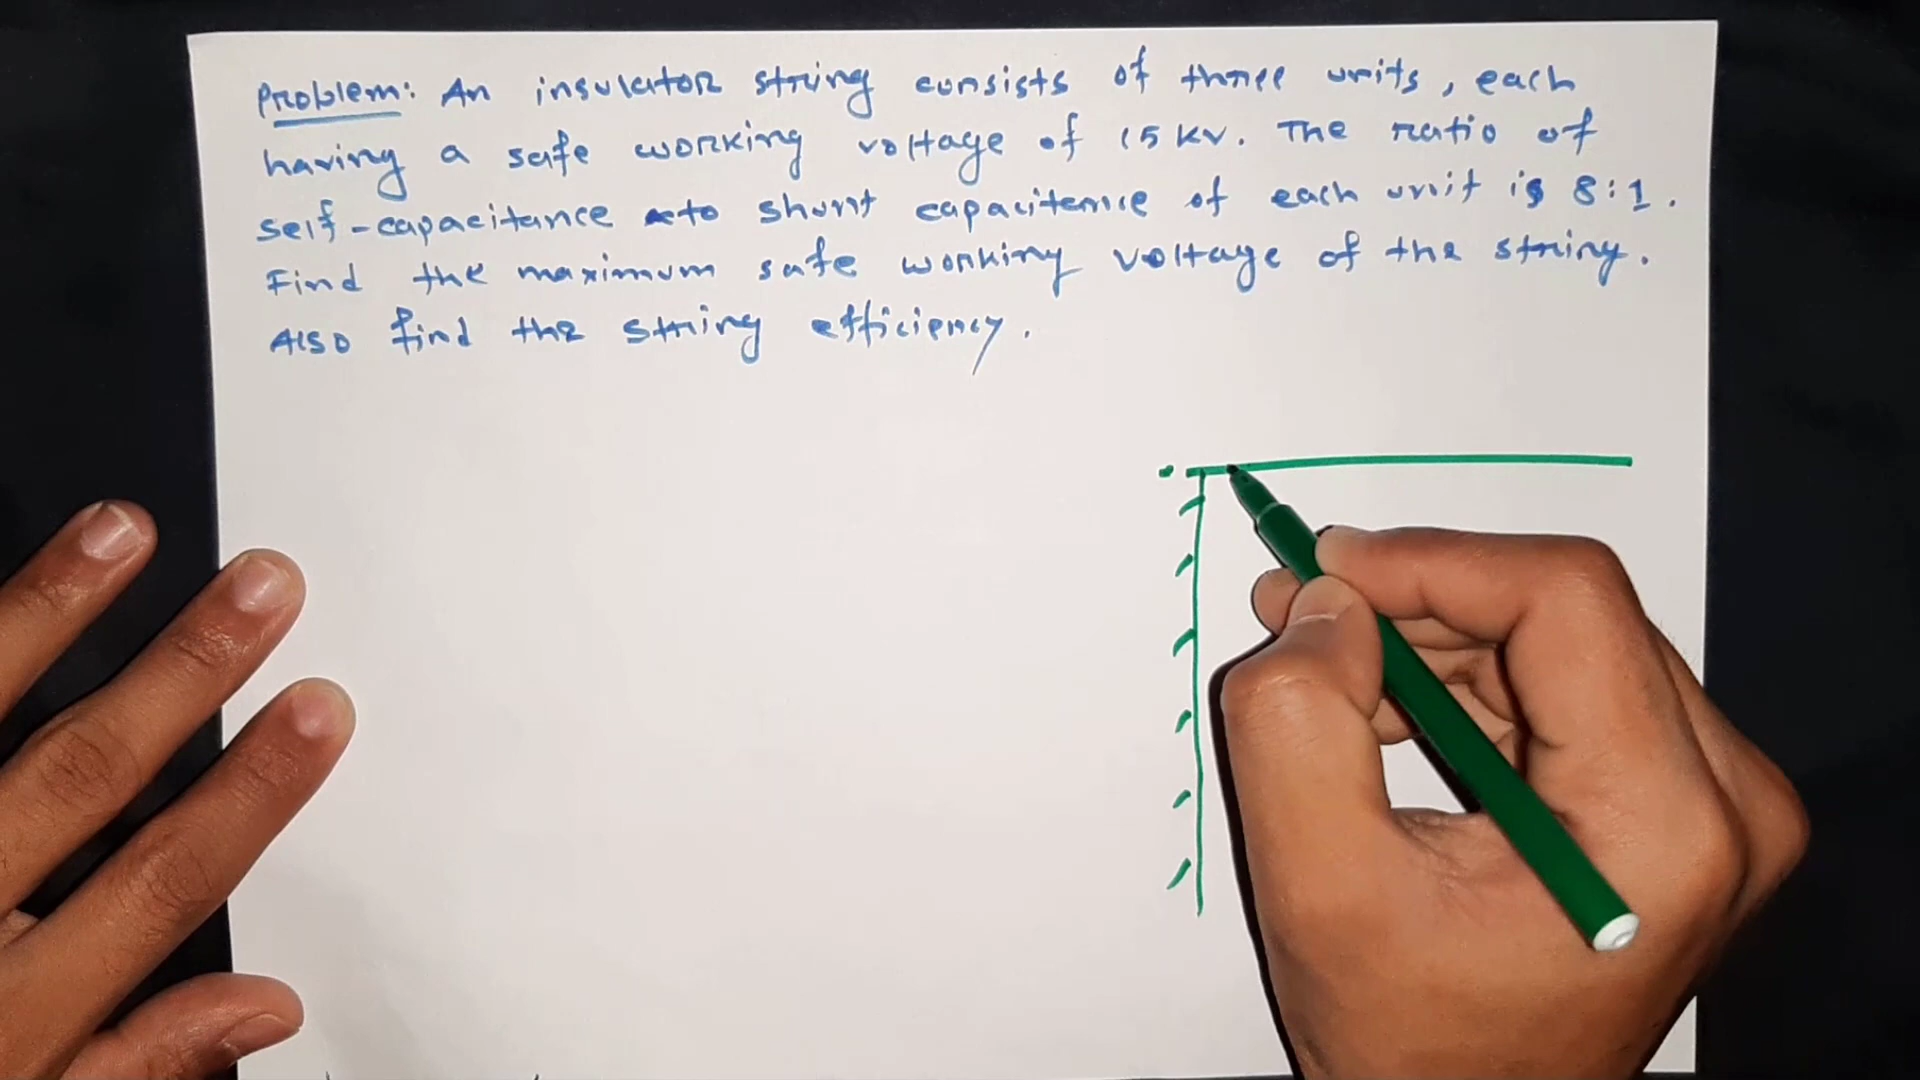 Problem: An insulator string consists of three units, each
having a safe working voltage of 15 kV. The ratio of
self-capacitance to shunt capacitance of each unit is 8:1.
Find the maximum safe working voltage of the string.
Also find the string efficiency.